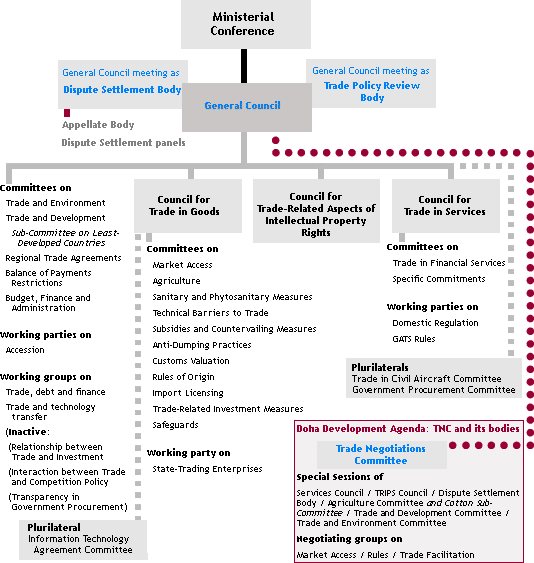 Ministerial
Conference
General Council meeting as
Dispute Settlement Body
General Council meeting as
Trade Policy Review
Body
General Council
Appellate Body
Dispute Settlement panels
Committees on
Trade and Environment
Trade and Development
Sub-Committee on Least-
Developed Countries
Regional Trade Agreements
Balance of Payments
Restrictions
Budget, Finance and
Administration
Working parties on
Accession
Working groups on
Trade, debt and finance
Trade and technology
transfer
(Inactive:
(Relationship between
Trade and Investment
(Interaction between Trade
and Competition Policy
(Transparency in
Government Procurement)
Plurilateral
Information Technology
Agreement Committee
Council for
Trade in Goods
Committees on
Market Access
Agriculture
Sanitary and Phytosanitary Measures
Technical Barriers to Trade
Subsidies and Countervailing Measures
Anti-Dumping Practices
Customs Valuation
Rules of Origin
Import Licensing
Trade-Related Investment Measures
Safeguards
Working party on
State-Trading Enterprises
Council for
Trade-Related Aspects of
Intellectual Property
Rights
Council for
Trade in Services
Committees on
Trade in Financial Services
Specific Commitments
Working parties on
Domestic Regulation
GATS Rules
Plurilaterals
Trade in Civil Aircraft Committee
Government Procurement Committee
Doha Development Agenda: TNC and its bodies
Trade Negotiations
Committee
Special Sessions of
Services Council / TRIPS Council / Dispute Settlement
Body / Agriculture Committee and Cotton Sub-
Committee / Trade and Development Committee /
Trade and Environment Committee
Negotiating groups on
Market Access / Rules / Trade Facilitation